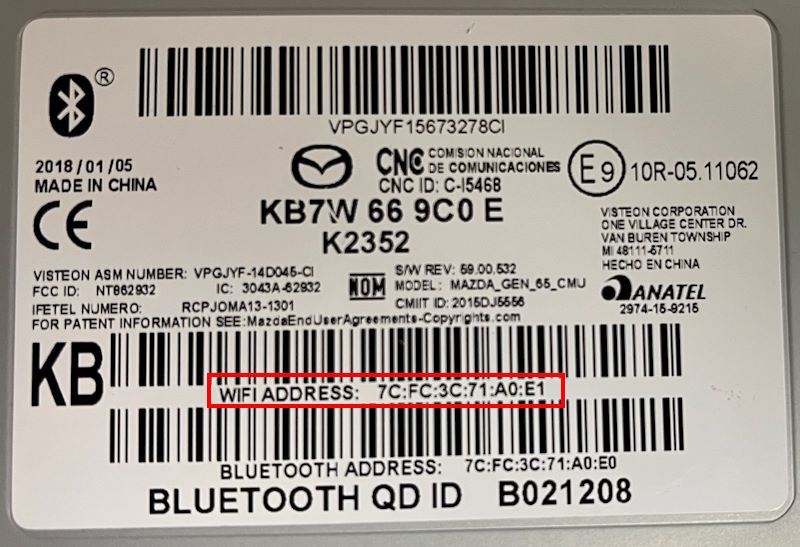 ®
VPGJYF15673278CI
2018/01/05
MADE IN CHINA
CNC COMISION NACIONAL
DE COMUNICACIONES
CNC ID: C-I5468
E9 10R-05.11062
CE
KB7W 66 9C0 E
K2352
VISTEON CORPORATION
ONE VILLAGE CENTER DR.
VAN BUREN TOWNSHIP
MI 48111-5711
HECHO EN CHINA
VISTEON ASM NUMBER: VPGJYF-14D045-CI
FCC ID: NT862932 IC: 3043A-62932
IFETEL NUMERO: RCPJOMA13-1301
NOM
S/W REV: 59.00.532
MODEL: MAZDA_GEN_65_CMU
CMIIT ID: 2015DJ5556
ANATEL
2974-15-9215
FOR PATENT INFORMATION SEE:MazdaEndUserAgreements-Copyrights.com
KB
WIFI ADDRESS: 7C:FC:3C:71:A0:E1
BLUETOOTH ADDRESS: 7C:FC:3C:71:A0:E0
BLUETOOTH QD ID B021208